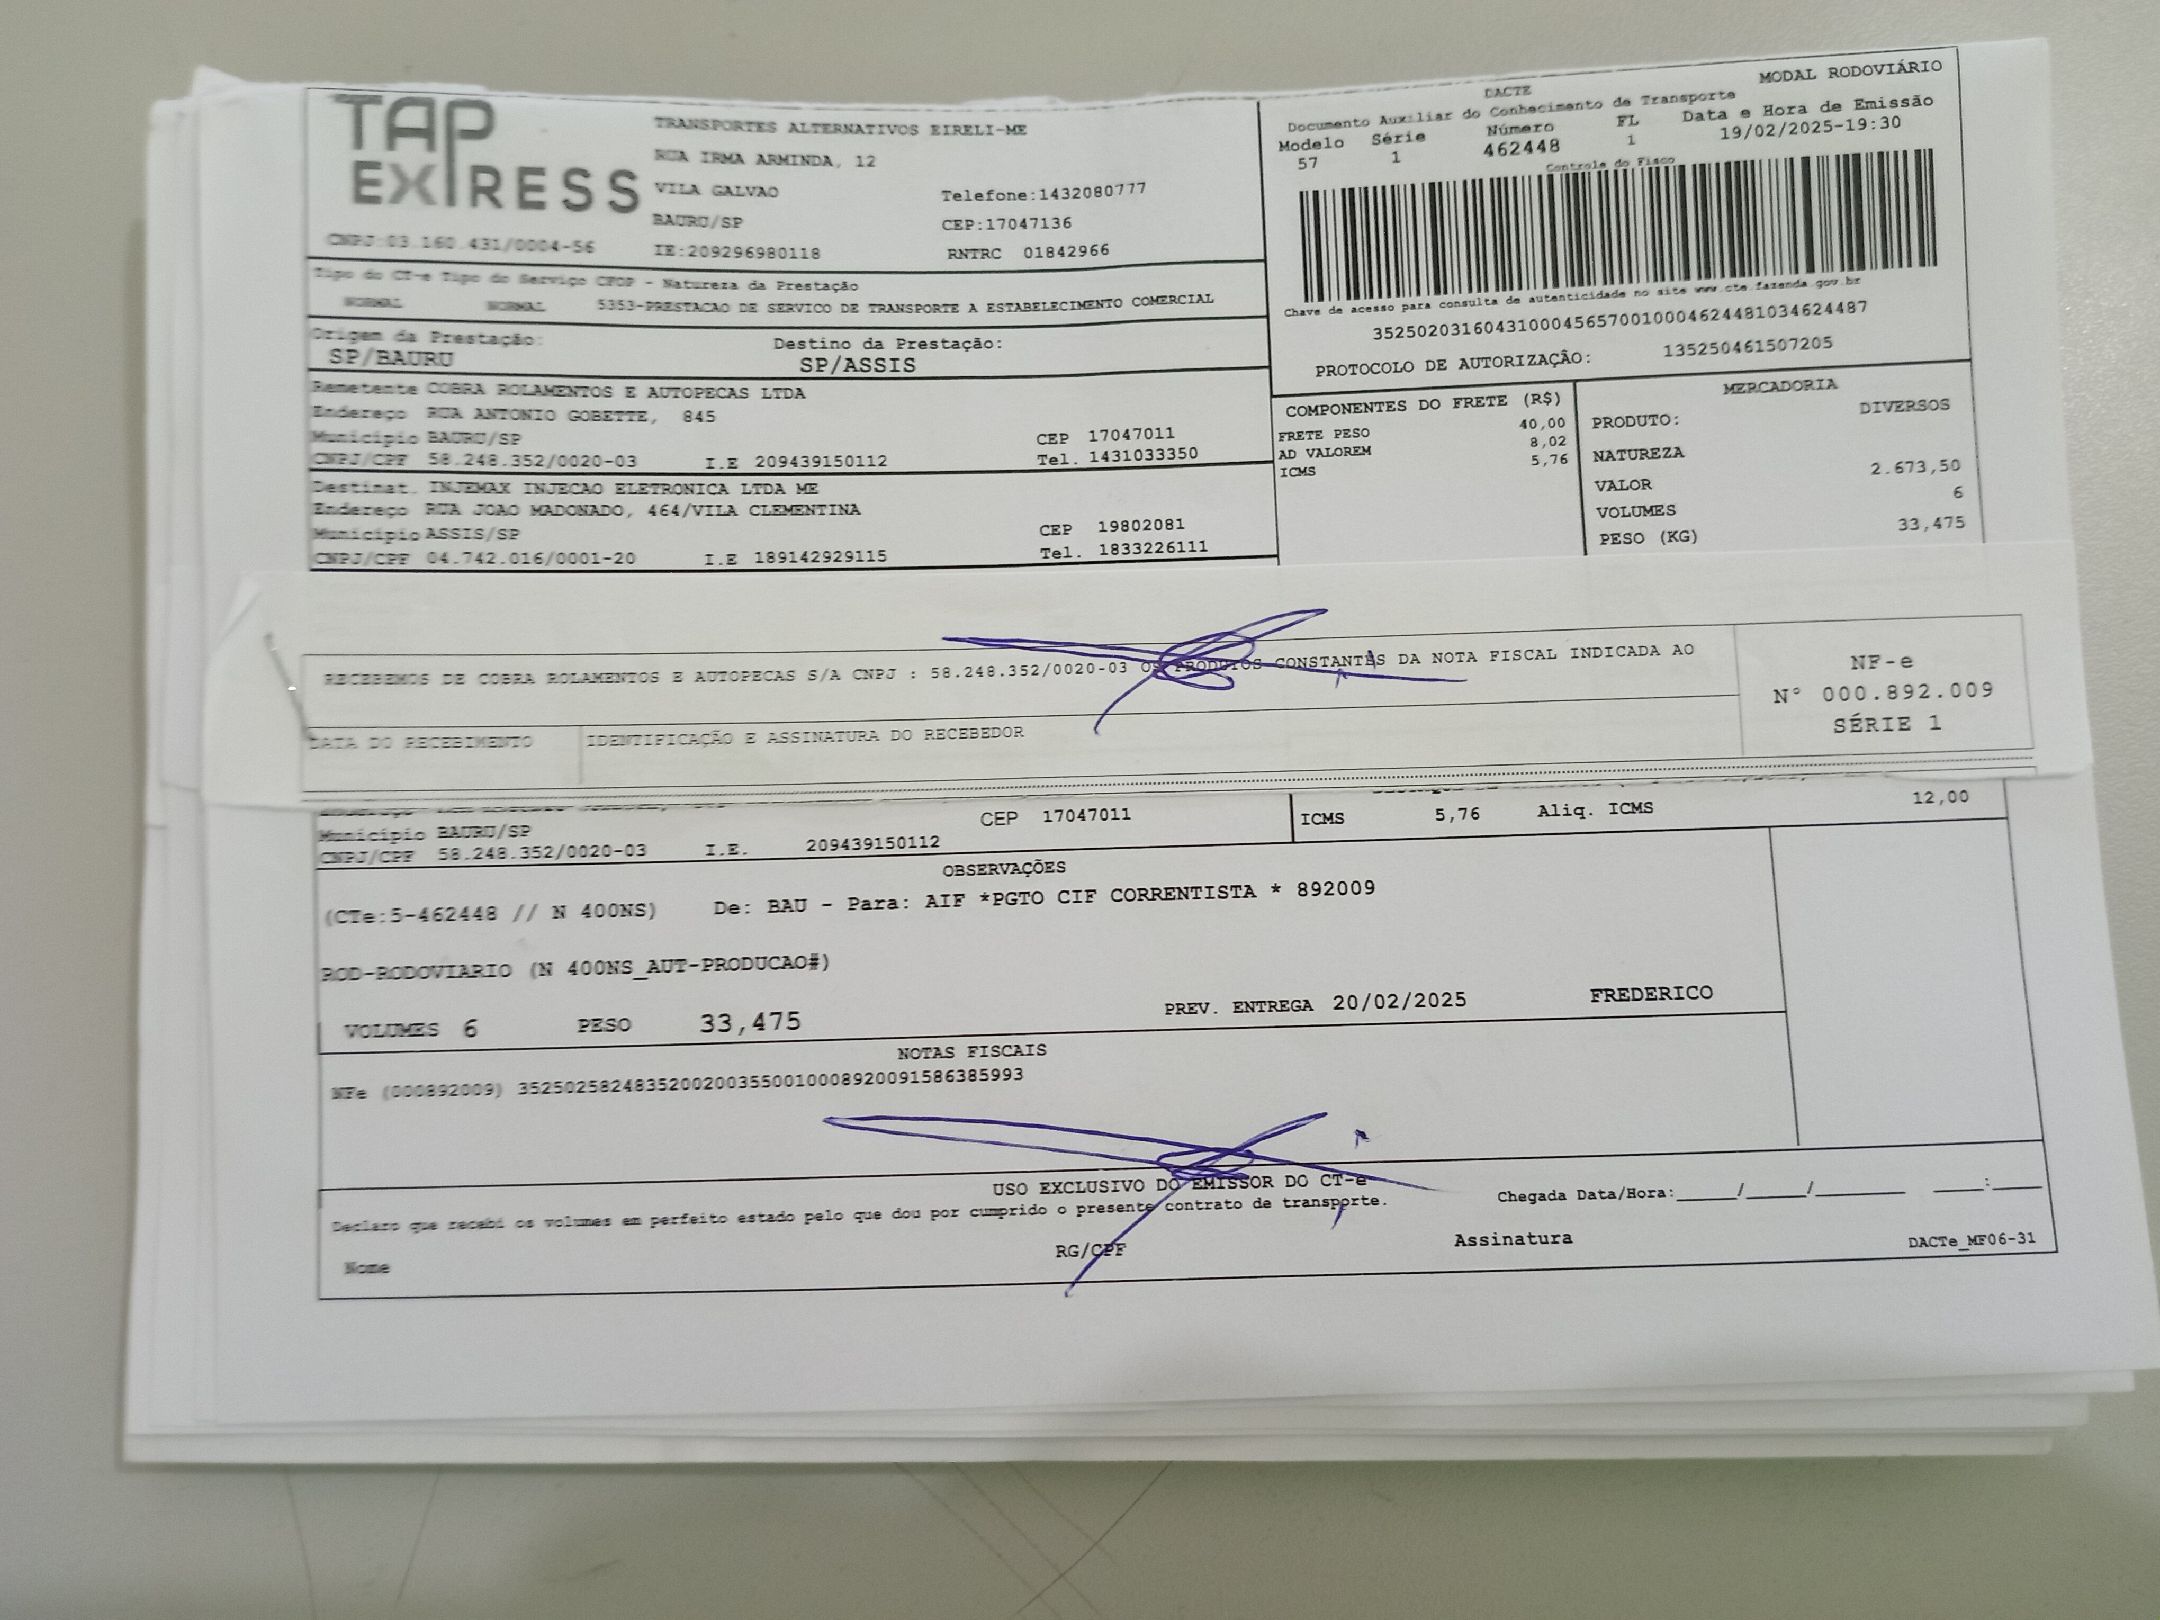 TAP EXPRESS
TRANSPORTES ALTERNATIVOS EIRELI-ME
RUA IRMA ARMINDA, 12
VILA GALVAO Telefone:1432080777
BAURU/SP CEP:17047136
CNPJ:03.160.431/0004-56 IE:209296980118 RNTRC 01842966
MODAL RODOVIÁRIO
DACTE
Documento Auxiliar do Conhecimento de Transporte
Modelo Série Número FL Data e Hora de Emissão
57 1 462448 1 19/02/2025-19:30
Controle do Fisco
Chave de acesso para consulta de autenticidade no site www.cte.fazenda.gov.br
35250203160431000456570010004624481034624487
PROTOCOLO DE AUTORIZAÇÃO: 135250461507205
Tipo do CT-e Tipo do Serviço CFOP - Natureza da Prestação
NORMAL NORMAL 5353-PRESTACAO DE SERVICO DE TRANSPORTE A ESTABELECIMENTO COMERCIAL
Origem da Prestação: Destino da Prestação:
SP/BAURU SP/ASSIS
Remetente COBRA ROLAMENTOS E AUTOPECAS LTDA
Endereço RUA ANTONIO GOBETTE, 845
Município BAURU/SP CEP 17047011
CNPJ/CPF 58.248.352/0020-03 I.E 209439150112 Tel. 1431033350
Destinat. INJEMAX INJECAO ELETRONICA LTDA ME
Endereço RUA JOAO MADONADO, 464/VILA CLEMENTINA
Município ASSIS/SP CEP 19802081
CNPJ/CPF 04.742.016/0001-20 I.E 189142929115 Tel. 1833226111
COMPONENTES DO FRETE (R$)
FRETE PESO 40,00
AD VALOREM 8,02
ICMS 5,76
MERCADORIA
PRODUTO: DIVERSOS
NATUREZA
VALOR 2.673,50
VOLUMES 6
PESO (KG) 33,475
RECEBEMOS DE COBRA ROLAMENTOS E AUTOPECAS S/A CNPJ : 58.248.352/0020-03 OS PRODUTOS CONSTANTES DA NOTA FISCAL INDICADA AO
DATA DO RECEBIMENTO IDENTIFICAÇÃO E ASSINATURA DO RECEBEDOR
NF-e
N° 000.892.009
SÉRIE 1
Município BAURU/SP CEP 17047011
CNPJ/CPF 58.248.352/0020-03 I.E. 209439150112
ICMS 5,76 Aliq. ICMS 12,00
OBSERVAÇÕES
(CTe:5-462448 // N 400NS) De: BAU - Para: AIF *PGTO CIF CORRENTISTA * 892009
ROD-RODOVIARIO (N 400NS_AUT-PRODUCAO#)
VOLUMES 6 PESO 33,475 PREV. ENTREGA 20/02/2025 FREDERICO
NOTAS FISCAIS
NFe (000892009) 35250258248352002003550010008920091586385993
USO EXCLUSIVO DO EMISSOR DO CT-e
Declaro que recebi os volumes em perfeito estado pelo que dou por cumprido o presente contrato de transporte.
Chegada Data/Hora:_____/_____/________ ____:____
Nome RG/CPF Assinatura DACTe_MF06-31